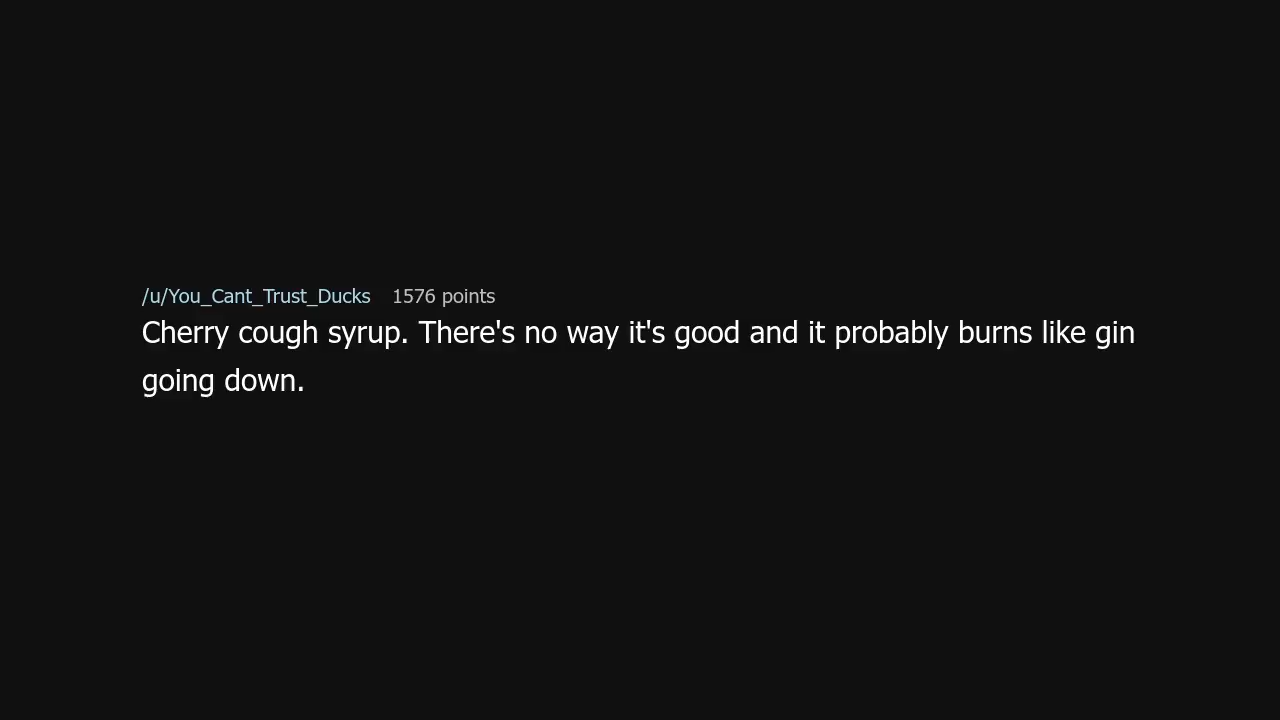 /u/You_Cant_Trust_Ducks 1576 points
Cherry cough syrup. There's no way it's good and it probably burns like gin
going down.